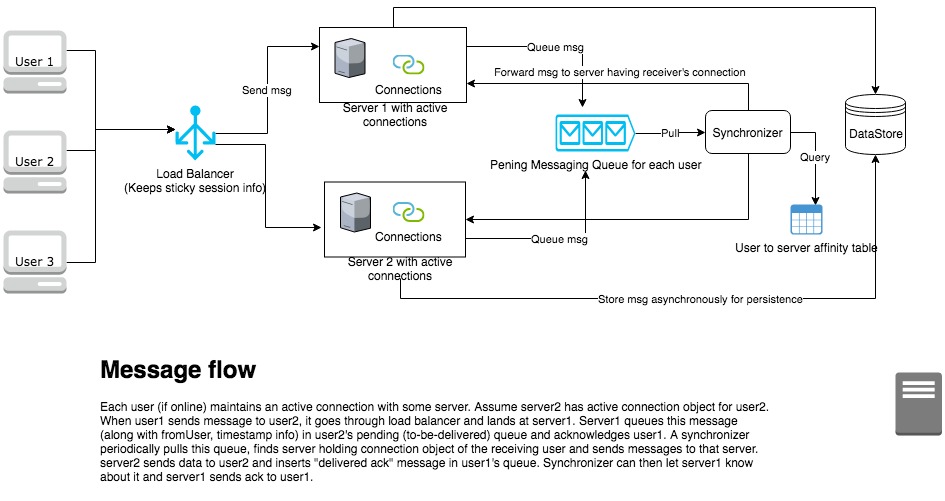 User 1
User 2
User 3
Load Balancer
(Keeps sticky session info)
Send msg
Connections
Server 1 with active
connections
Connections
Server 2 with active
connections
Queue msg
Forward msg to server having receiver's connection
Pening Messaging Queue for each user
Queue msg
Pull
Synchronizer
Query
DataStore
User to server affinity table
Store msg asynchronously for persistence
Message flow
Each user (if online) maintains an active connection with some server. Assume server2 has active connection object for user2.
When user1 sends message to user2, it goes through load balancer and lands at server1. Server1 queues this message
(along with fromUser, timestamp info) in user2's pending (to-be-delivered) queue and acknowledges user1. A synchronizer
periodically pulls this queue, finds server holding connection object of the receiving user and sends messages to that server.
server2 sends data to user2 and inserts "delivered ack" message in user1's queue. Synchronizer can then let server1 know
about it and server1 sends ack to user1.